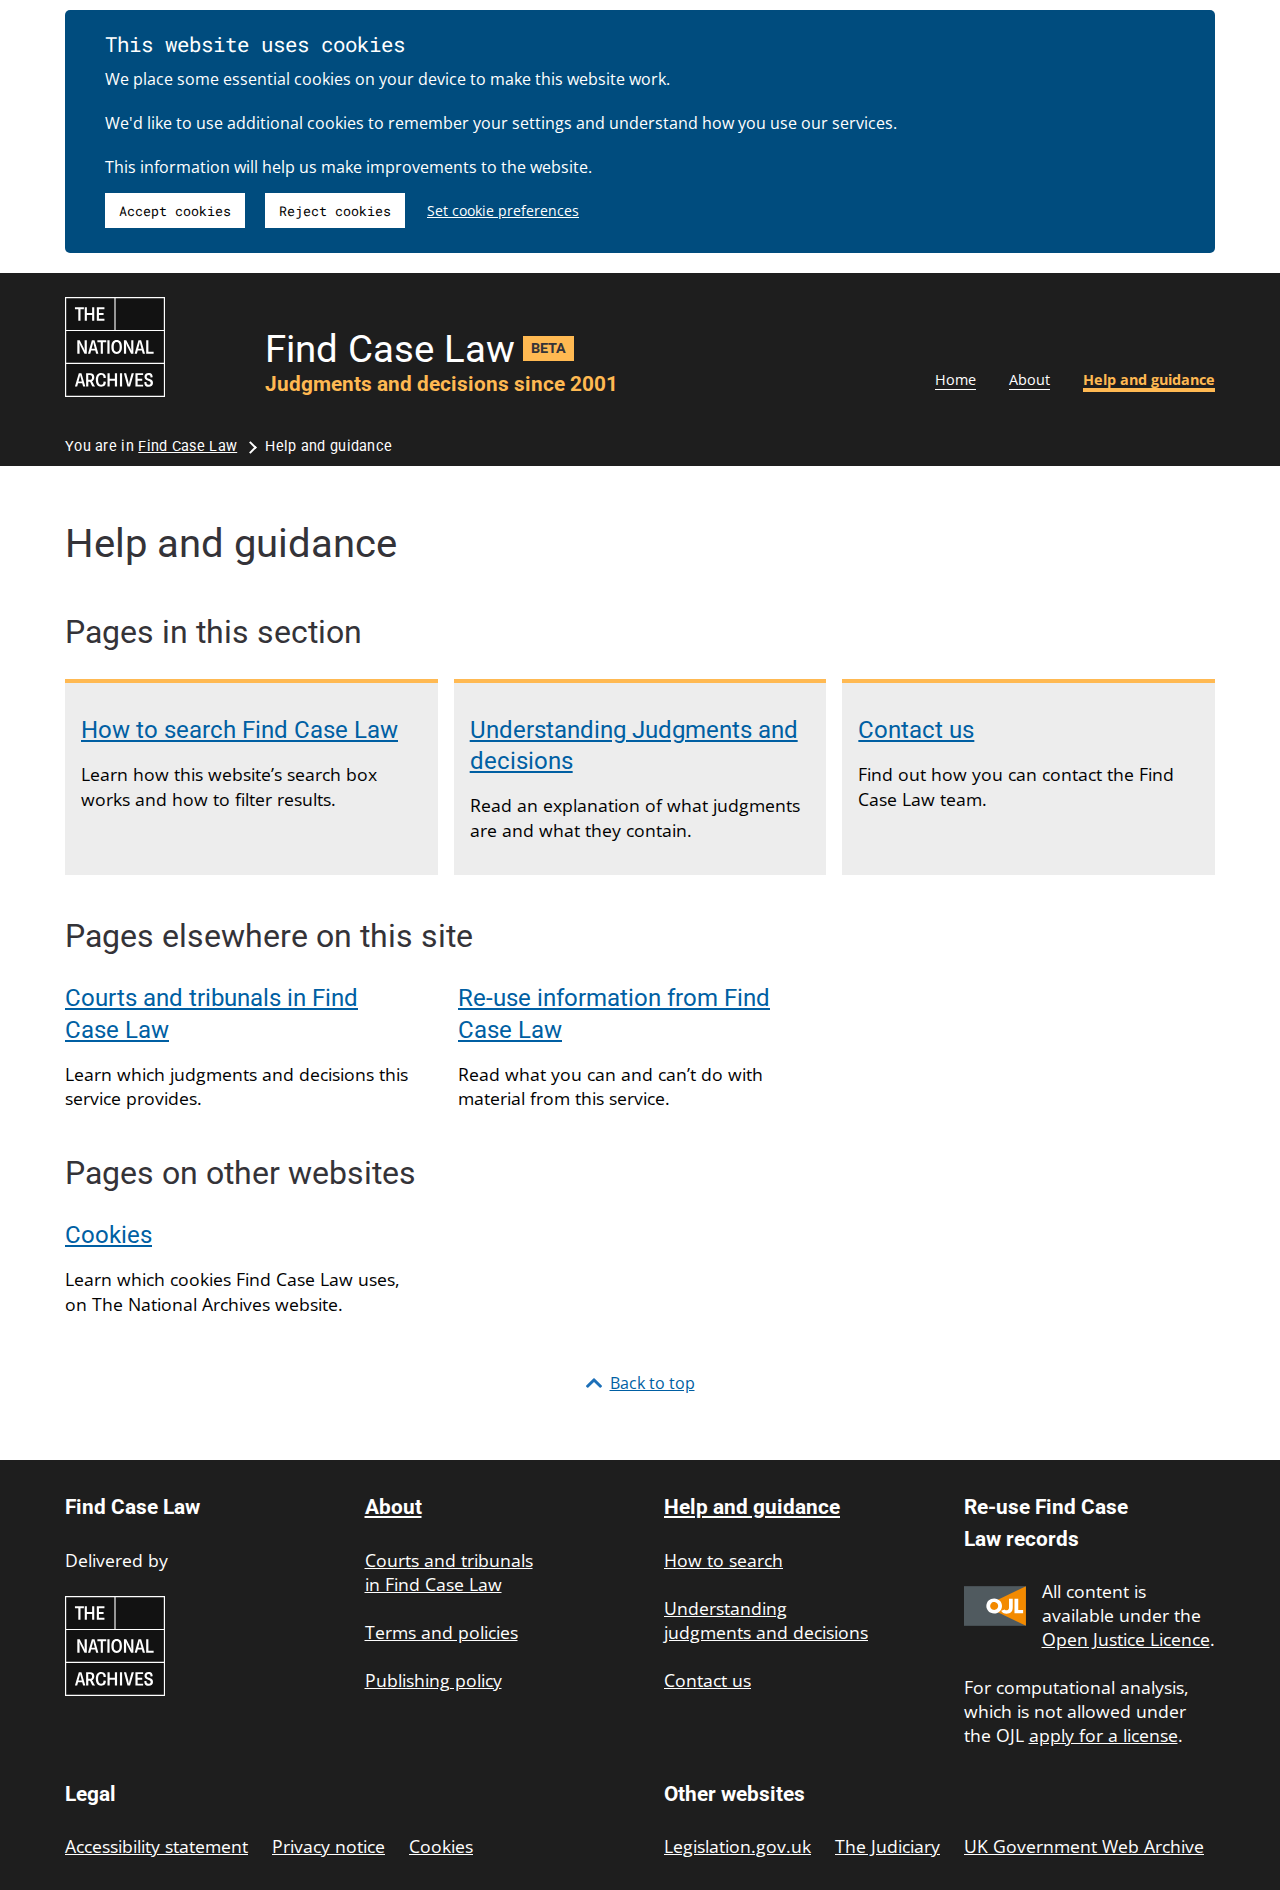 This website uses cookies
We place some essential cookies on your device to make this website work.
We'd like to use additional cookies to remember your settings and understand how you use our services.
This information will help us make improvements to the website.
Accept cookies Reject cookies Set cookie preferences
THE
NATIONAL
ARCHIVES
Find Case Law BETA
Judgments and decisions since 2001
Home About Help and guidance
You are in Find Case Law Help and guidance
Help and guidance
Pages in this section
How to search Find Case Law
Learn how this website’s search box
works and how to filter results.
Understanding Judgments and
decisions
Read an explanation of what judgments
are and what they contain.
Contact us
Find out how you can contact the Find
Case Law team.
Pages elsewhere on this site
Courts and tribunals in Find
Case Law
Learn which judgments and decisions this
service provides.
Re-use information from Find
Case Law
Read what you can and can’t do with
material from this service.
Pages on other websites
Cookies
Learn which cookies Find Case Law uses,
on The National Archives website.
Back to top
Find Case Law
Delivered by
THE
NATIONAL
ARCHIVES
About
Courts and tribunals
in Find Case Law
Terms and policies
Publishing policy
Help and guidance
How to search
Understanding
judgments and decisions
Contact us
Re-use Find Case
Law records
OJL
All content is
available under the
Open Justice Licence.
For computational analysis,
which is not allowed under
the OJL apply for a license.
Legal
Accessibility statement Privacy notice Cookies
Other websites
Legislation.gov.uk The Judiciary UK Government Web Archive